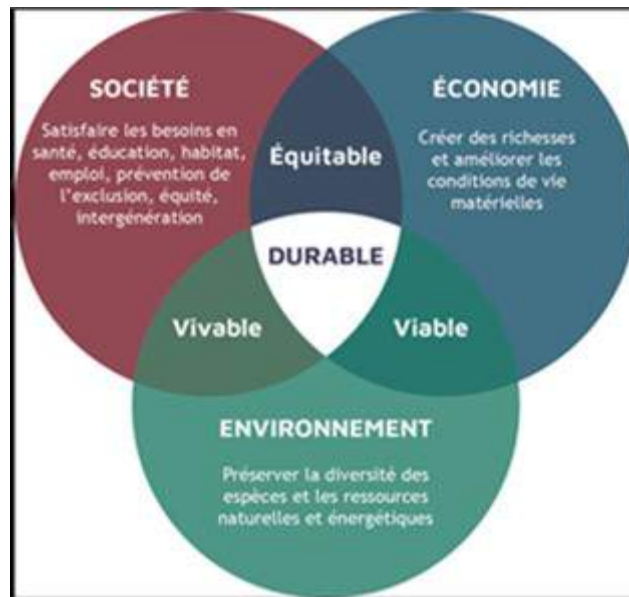 SOCIÉTÉ
Satisfaire les besoins en
santé, éducation, habitat,
emploi, prévention de
l'exclusion, équité,
intergénération
Équitable
ÉCONOMIE
Créer des richesses
et améliorer les
conditions de vie
matérielles
DURABLE
Vivable
Viable
ENVIRONNEMENT
Préserver la diversité des
espèces et les ressources
naturelles et énergétiques